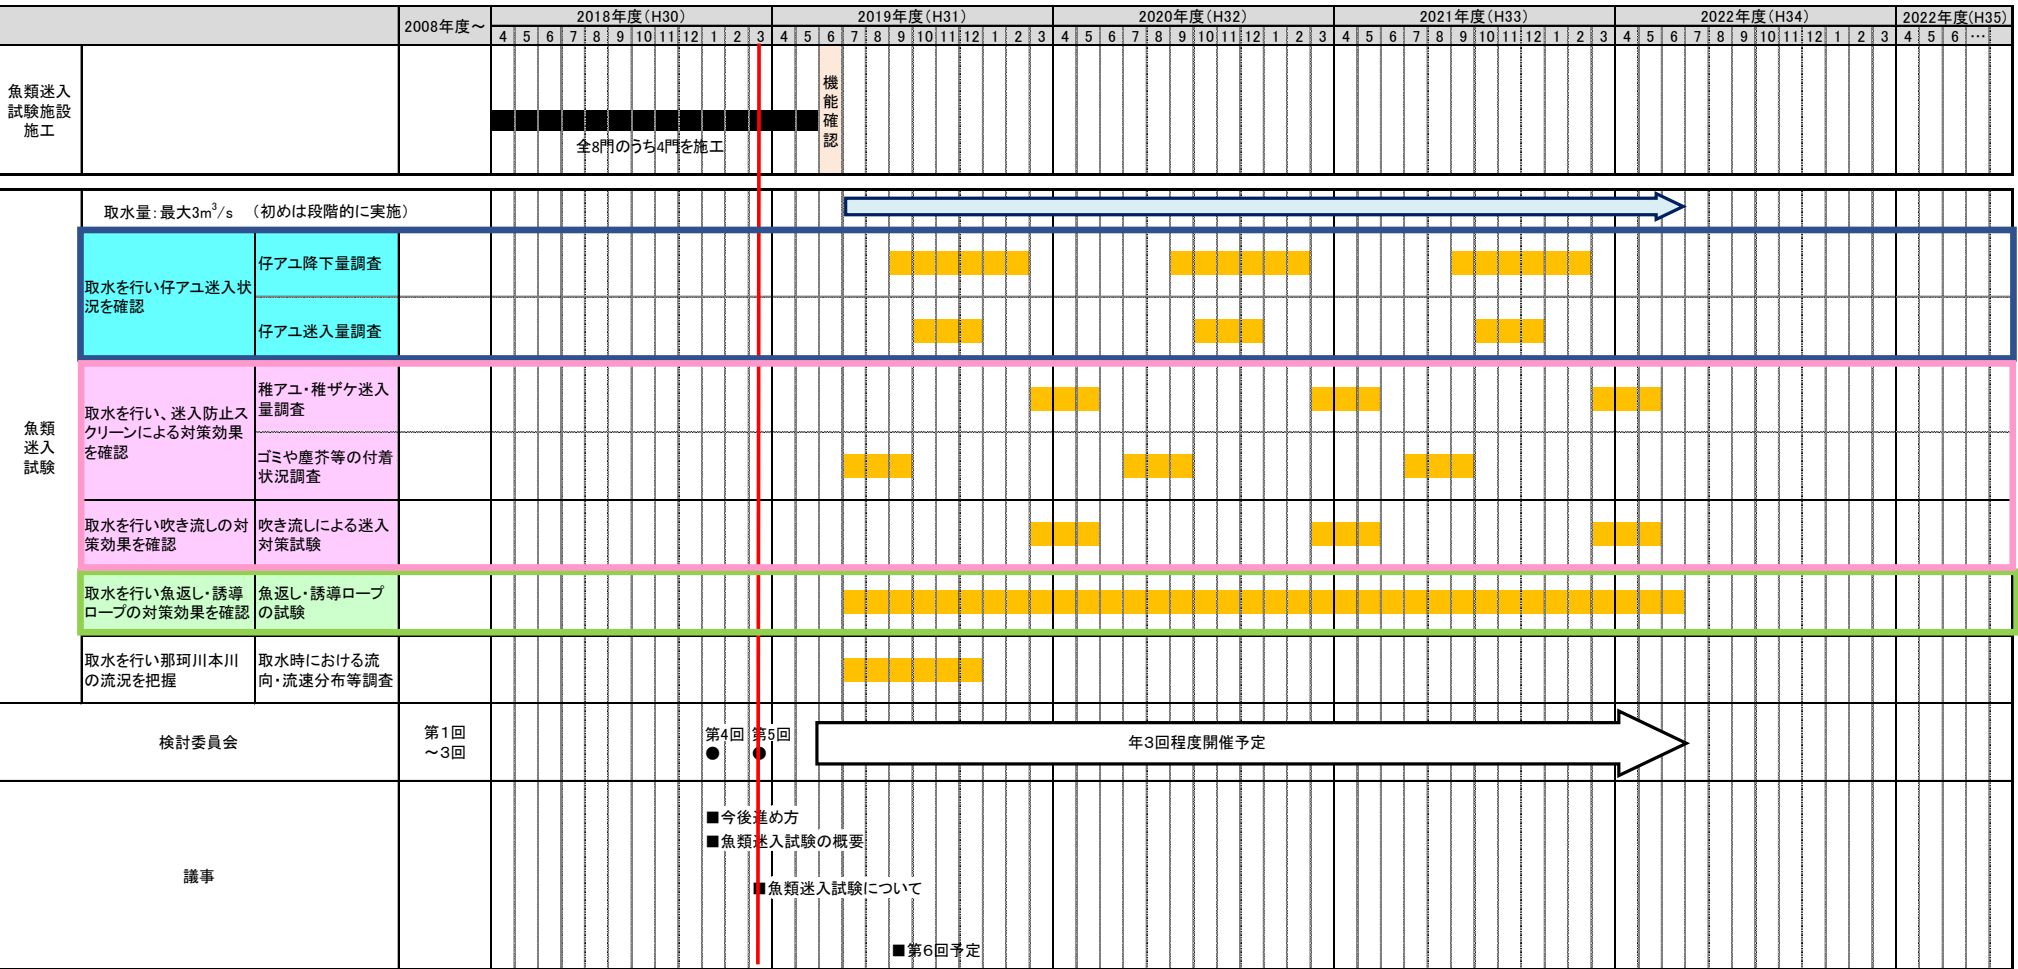 2008年度～
2018年度(H30)
2019年度(H31)
2020年度(H32)
2021年度(H33)
2022年度(H34)
2022年度(H35)
4 5 6 7 8 9 10 11 12 1 2 3 4 5 6 7 8 9 10 11 12 1 2 3 4 5 6 7 8 9 10 11 12 1 2 3 4 5 6 7 8 9 10 11 12 1 2 3 4 5 6 7 8 9 10 11 12 1 2 3 4 5 6 …
魚類迷入
試験施設
施工
全8門のうち4門を施工
機能確認
魚類
迷入
試験
取水量：最大3m³/s （初めは段階的に実施）
取水を行い仔アユ迷入状
況を確認
仔アユ降下量調査
仔アユ迷入量調査
取水を行い、迷入防止ス
クリーンによる対策効果
を確認
稚アユ・稚ザケ迷入
量調査
ゴミや塵芥等の付着
状況調査
取水を行い吹き流しの対
策効果を確認
吹き流しによる迷入
対策試験
取水を行い魚返し・誘導
ロープの対策効果を確認
魚返し・誘導ロープ
の試験
取水を行い那珂川本川
の流況を把握
取水時における流
向・流速分布等調査
検討委員会
第1回
～3回
第4回
●
第5回
●
年3回程度開催予定
議事
■今後進め方
■魚類迷入試験の概要
■魚類迷入試験について
■第6回予定